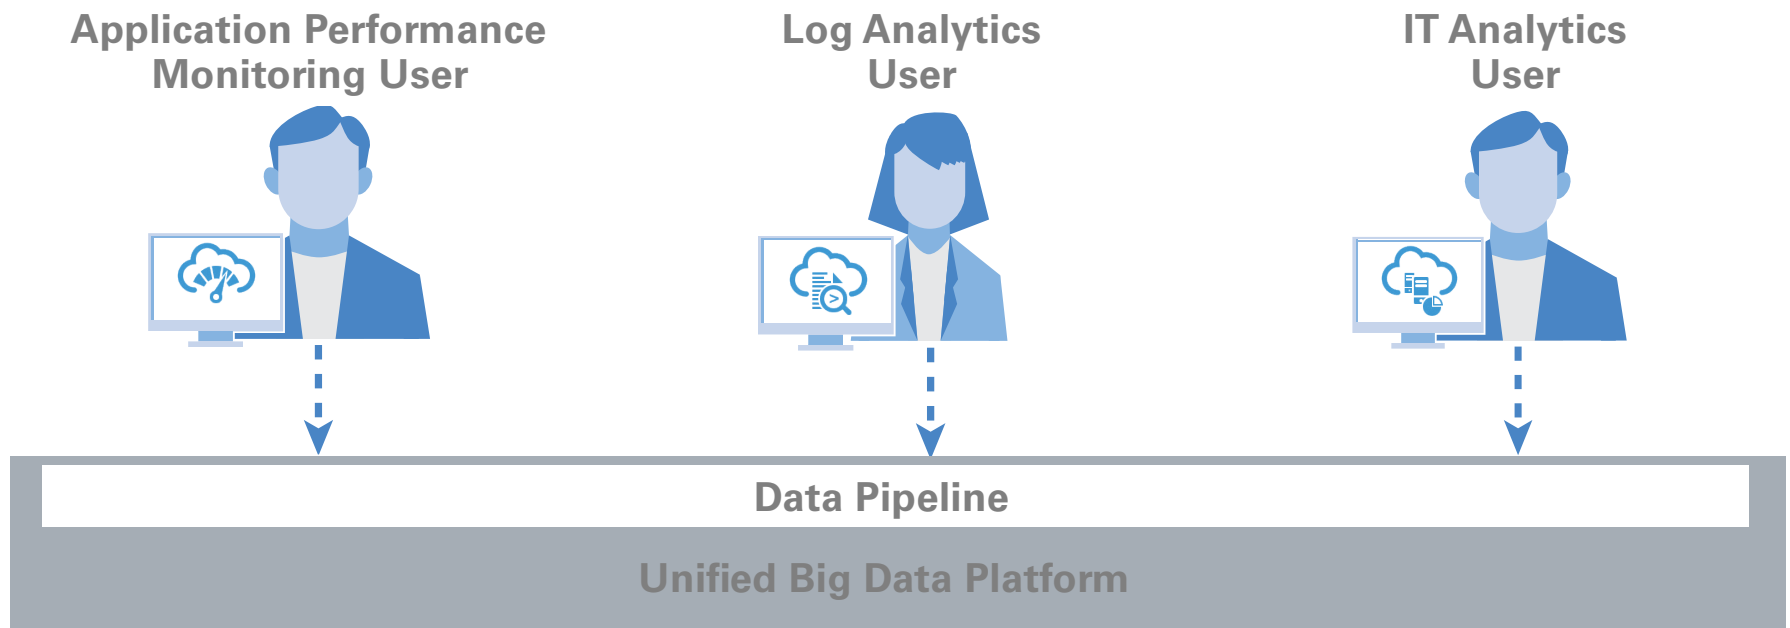 Application Performance
Monitoring User
Log Analytics
User
IT Analytics
User
>
Data Pipeline
Unified Big Data Platform